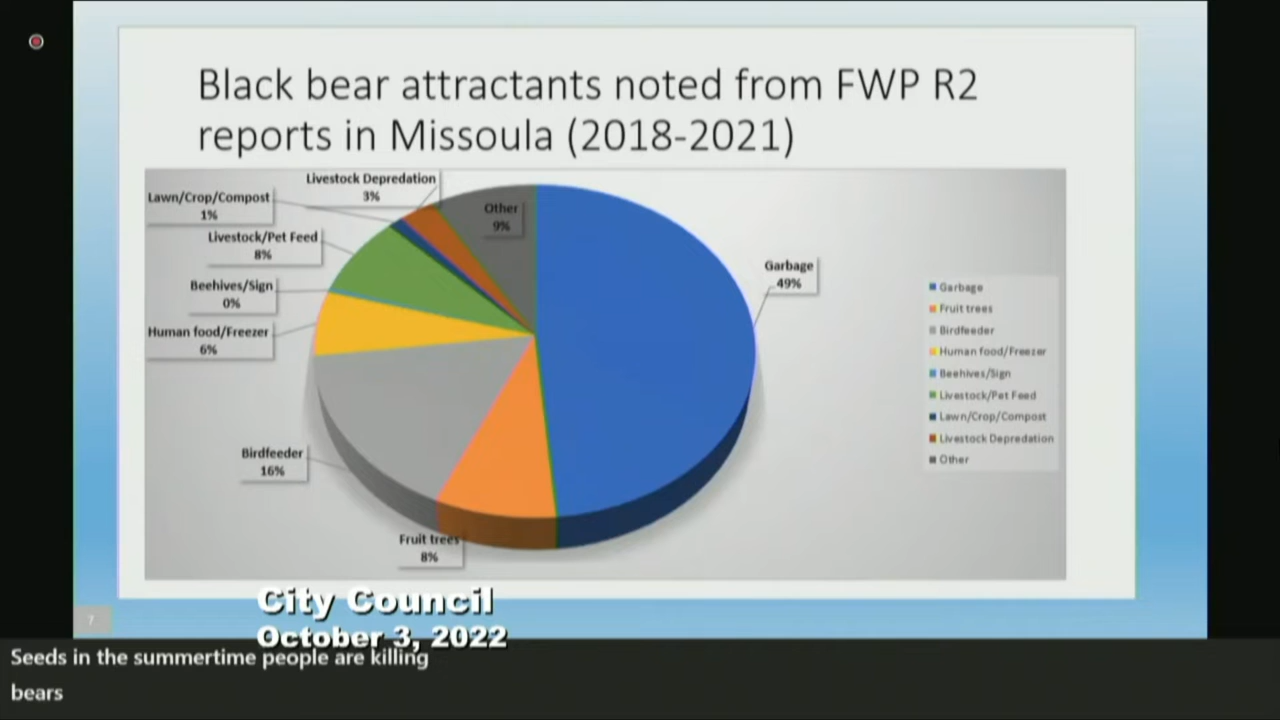 Black bear attractants noted from FWP R2
reports in Missoula (2018-2021)
Livestock Depredation
3%
Lawn/Crop/Compost
1%
Other
9%
Livestock/Pet Feed
8%
Garbage
49%
Beehives/Sign
0%
Human food/Freezer
6%
Birdfeeder
16%
Fruit trees
8%
Garbage
Fruit trees
Birdfeeder
Human food/Freezer
Beehives/Sign
Livestock/Pet Feed
Lawn/Crop/Compost
Livestock Depredation
Other
7
City Council
October 3, 2022
Seeds in the summertime people are killing
bears